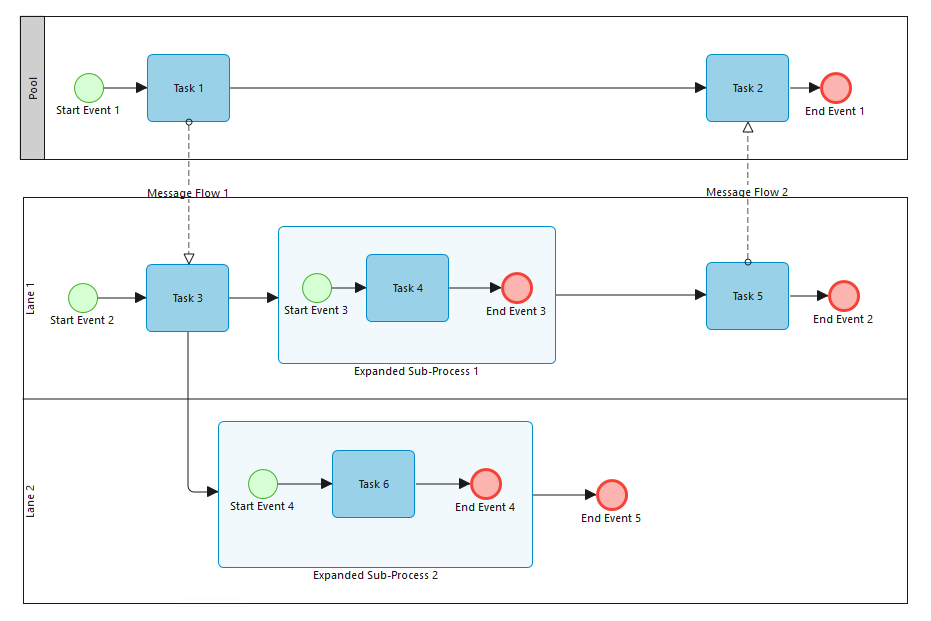 Pool
Start Event 1
Task 1
Task 2
End Event 1
Message Flow 1
Message Flow 2
Lane 1
Start Event 2
Task 3
Start Event 3
Task 4
End Event 3
Expanded Sub-Process 1
Task 5
End Event 2
Lane 2
Start Event 4
Task 6
End Event 4
Expanded Sub-Process 2
End Event 5